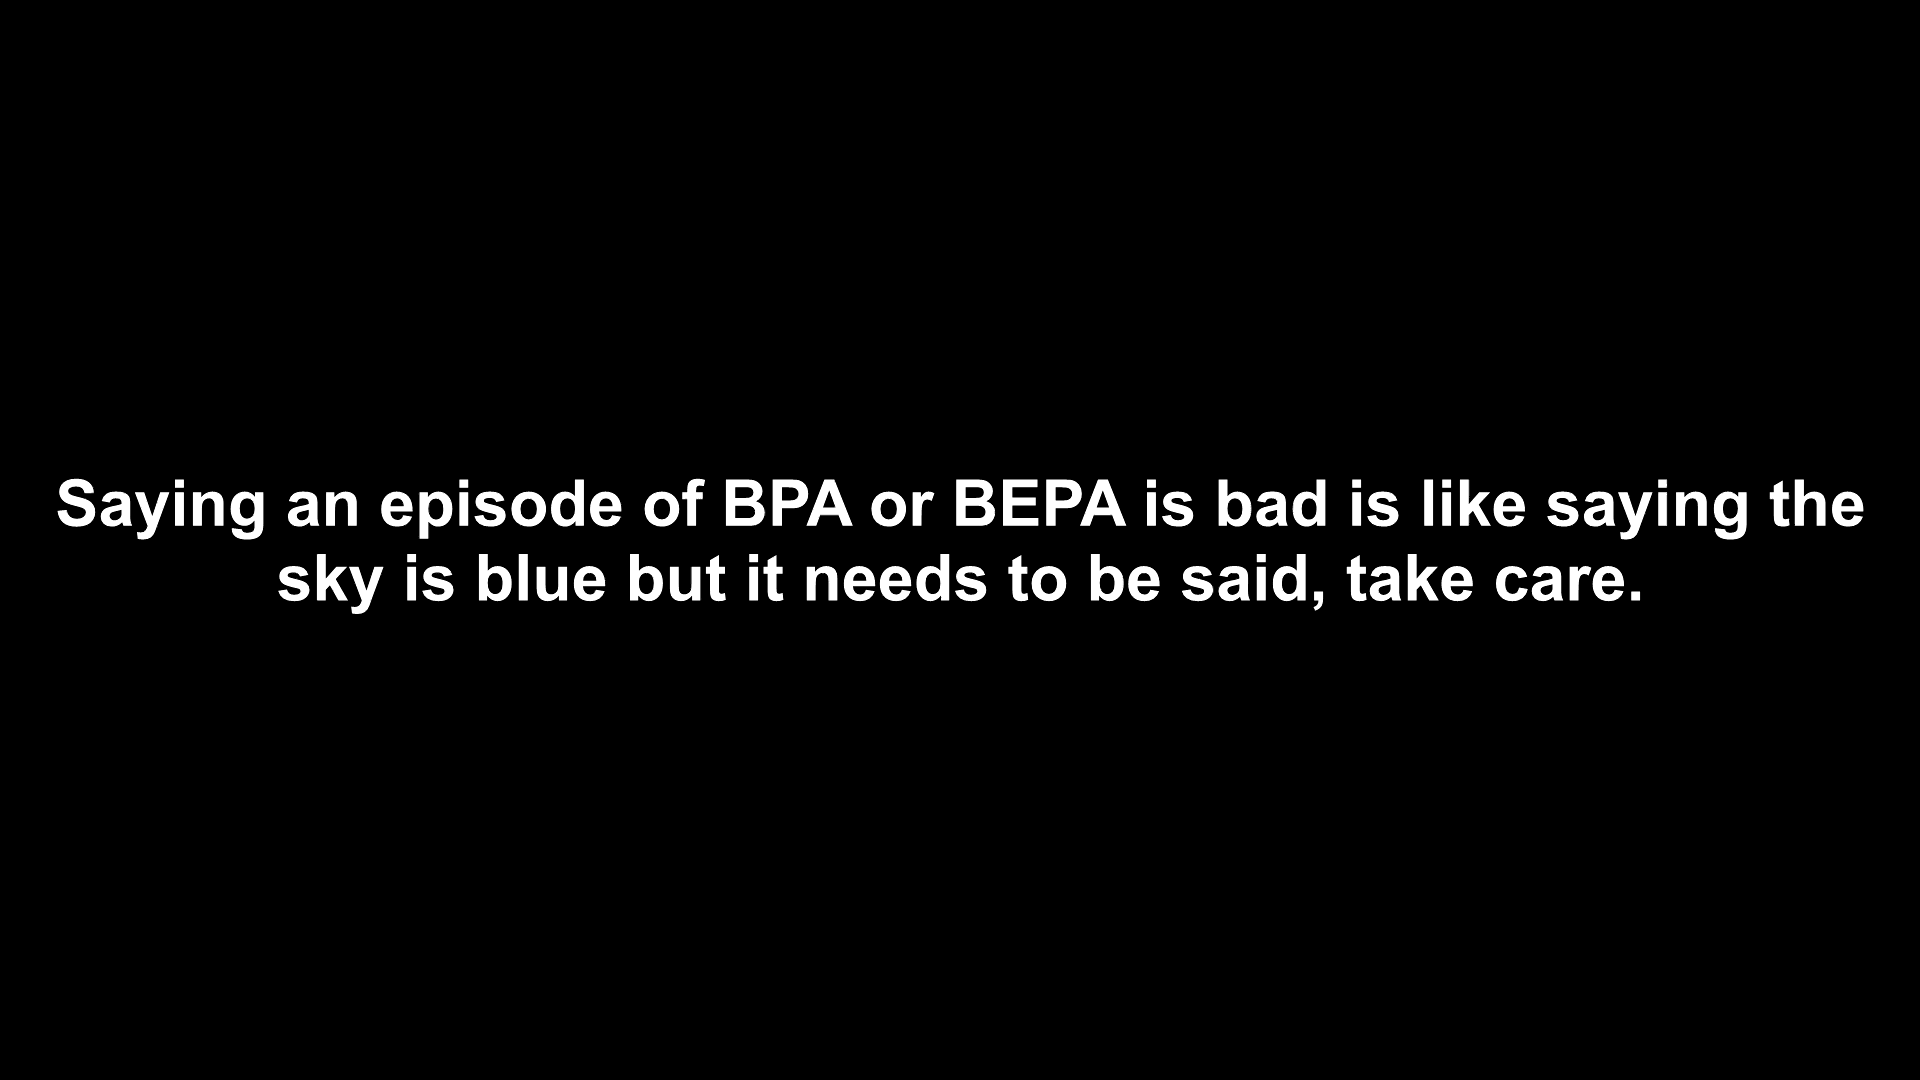 Saying an episode of BPA or BEPA is bad is like saying the
sky is blue but it needs to be said, take care.